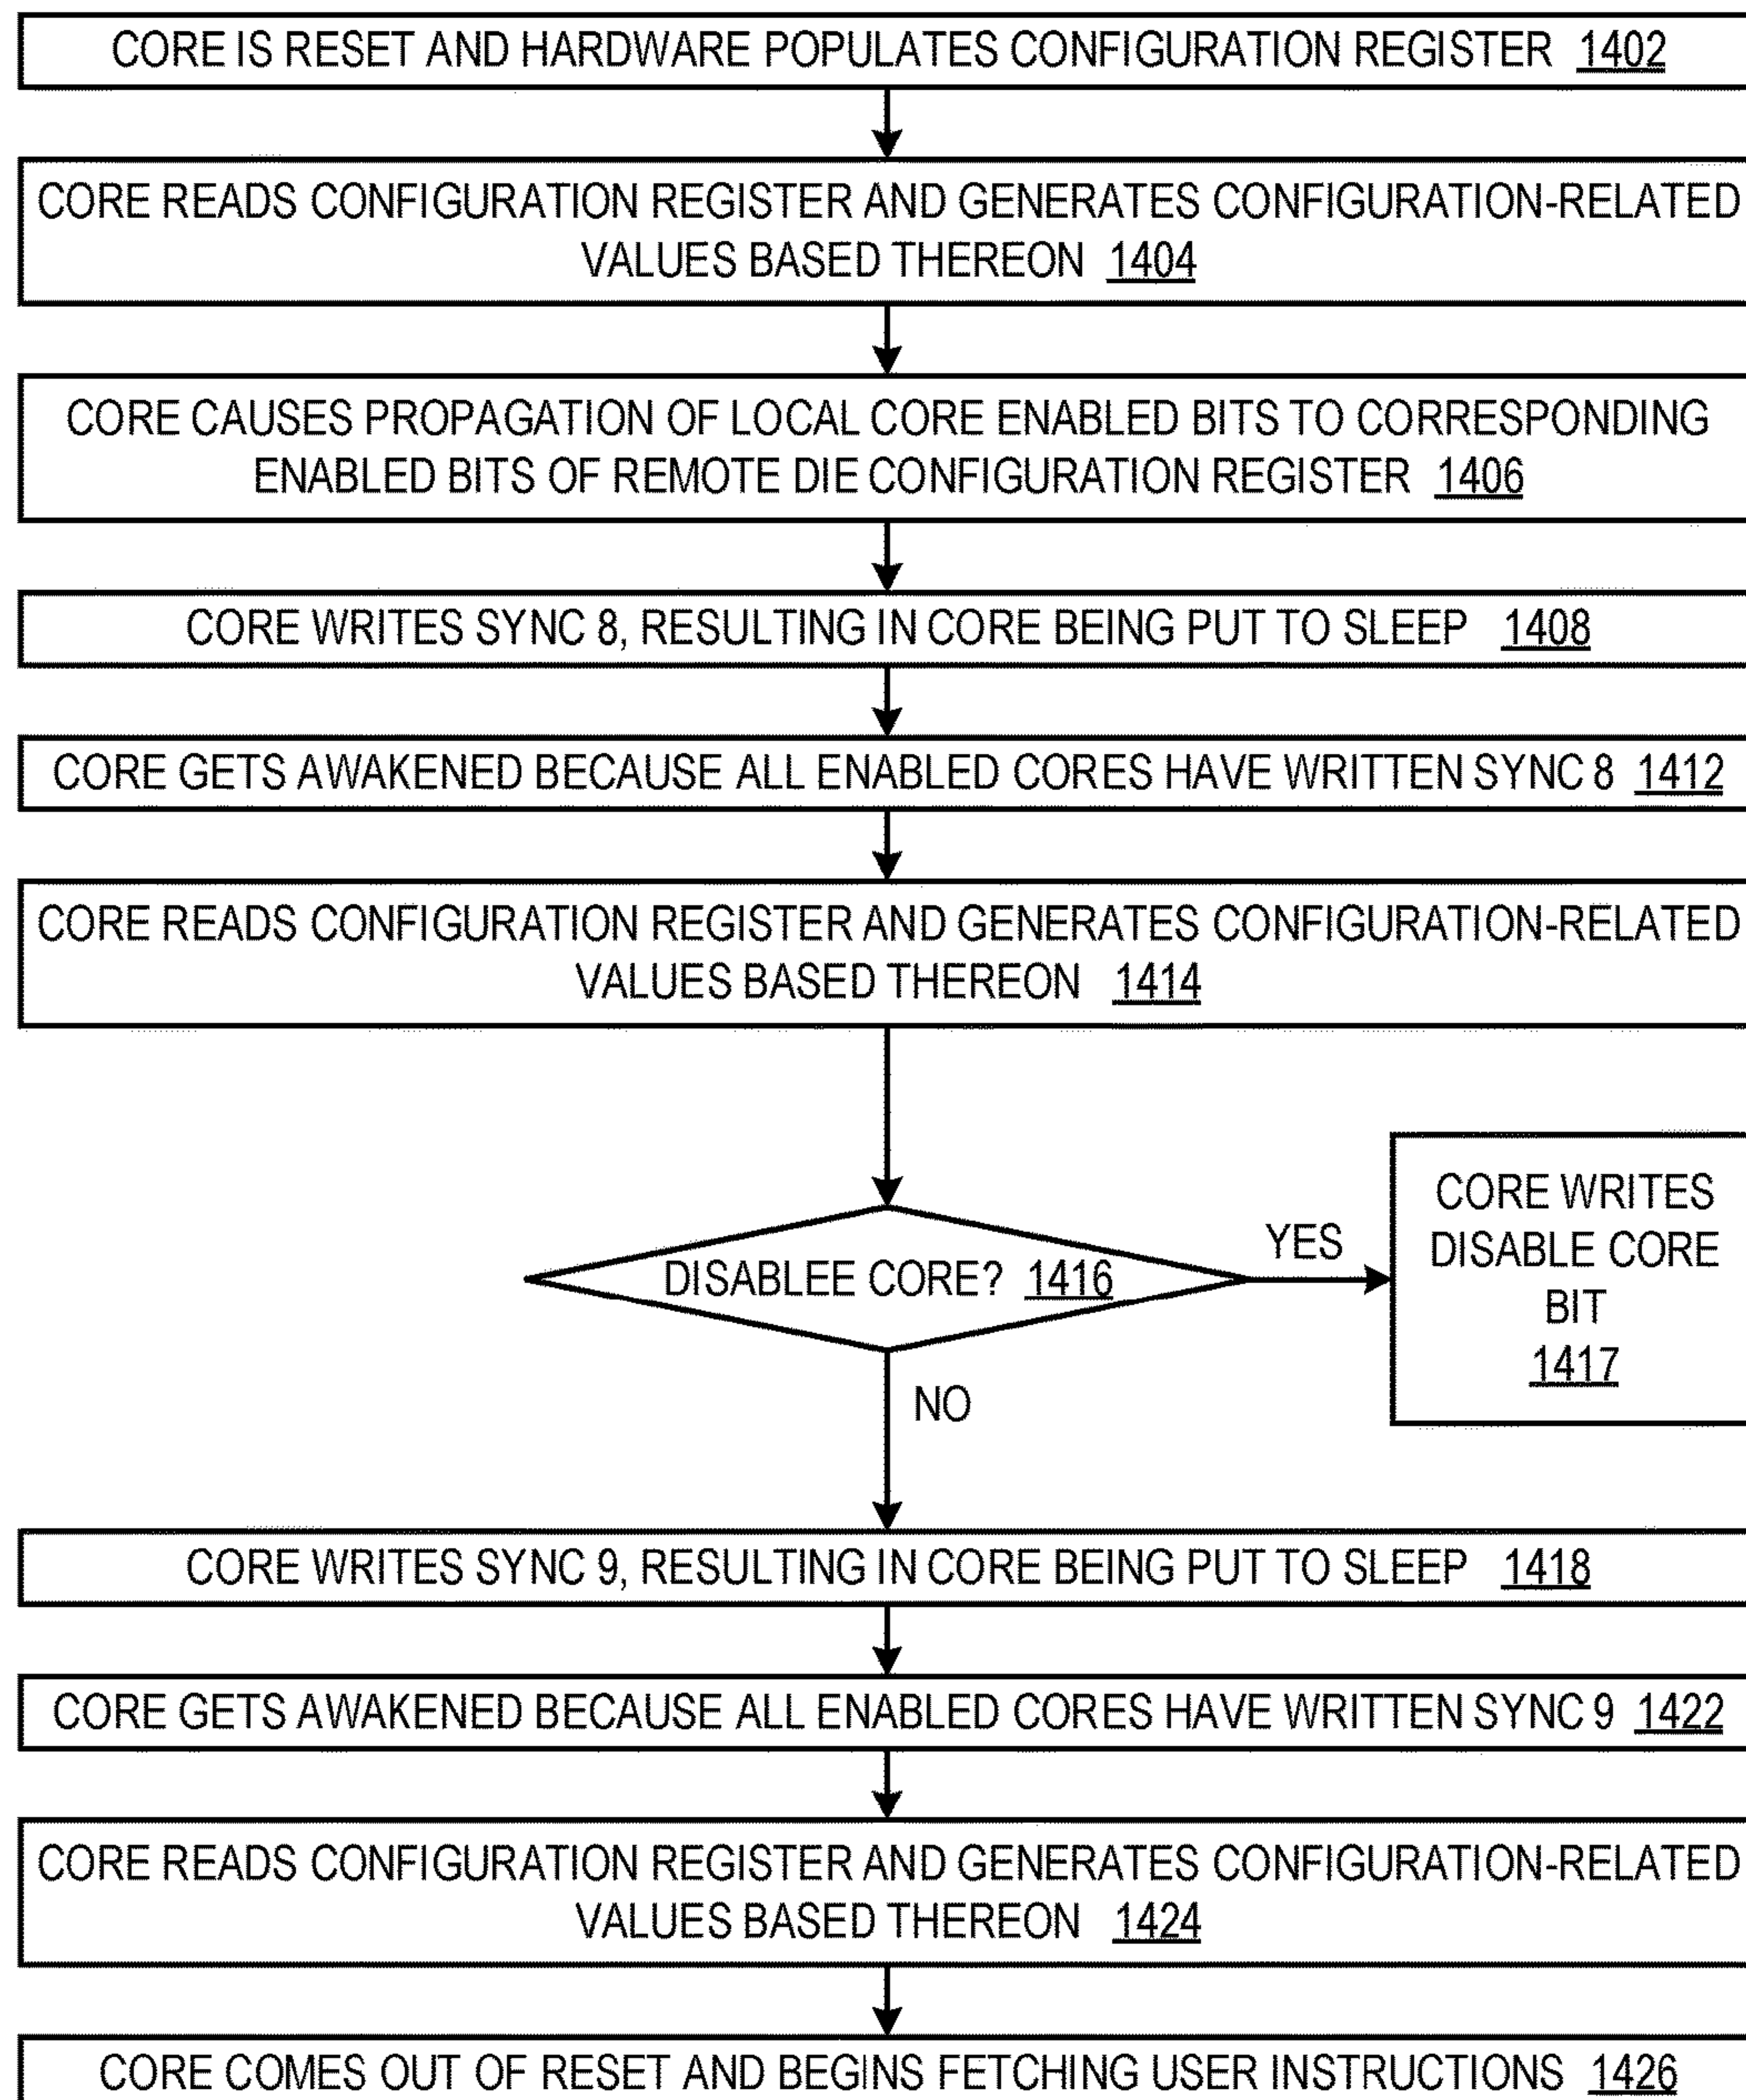 CORE IS RESET AND HARDWARE POPULATES CONFIGURATION REGISTER 1402
CORE READS CONFIGURATION REGISTER AND GENERATES CONFIGURATION-RELATED
VALUES BASED THEREON 1404
CORE CAUSES PROPAGATION OF LOCAL CORE ENABLED BITS TO CORRESPONDING
ENABLED BITS OF REMOTE DIE CONFIGURATION REGISTER 1406
CORE WRITES SYNC 8, RESULTING IN CORE BEING PUT TO SLEEP 1408
CORE GETS AWAKENED BECAUSE ALL ENABLED CORES HAVE WRITTEN SYNC 8 1412
CORE READS CONFIGURATION REGISTER AND GENERATES CONFIGURATION-RELATED
VALUES BASED THEREON 1414
DISABLEE CORE? 1416
YES
CORE WRITES
DISABLE CORE
BIT
1417
NO
CORE WRITES SYNC 9, RESULTING IN CORE BEING PUT TO SLEEP 1418
CORE GETS AWAKENED BECAUSE ALL ENABLED CORES HAVE WRITTEN SYNC 9 1422
CORE READS CONFIGURATION REGISTER AND GENERATES CONFIGURATION-RELATED
VALUES BASED THEREON 1424
CORE COMES OUT OF RESET AND BEGINS FETCHING USER INSTRUCTIONS 1426